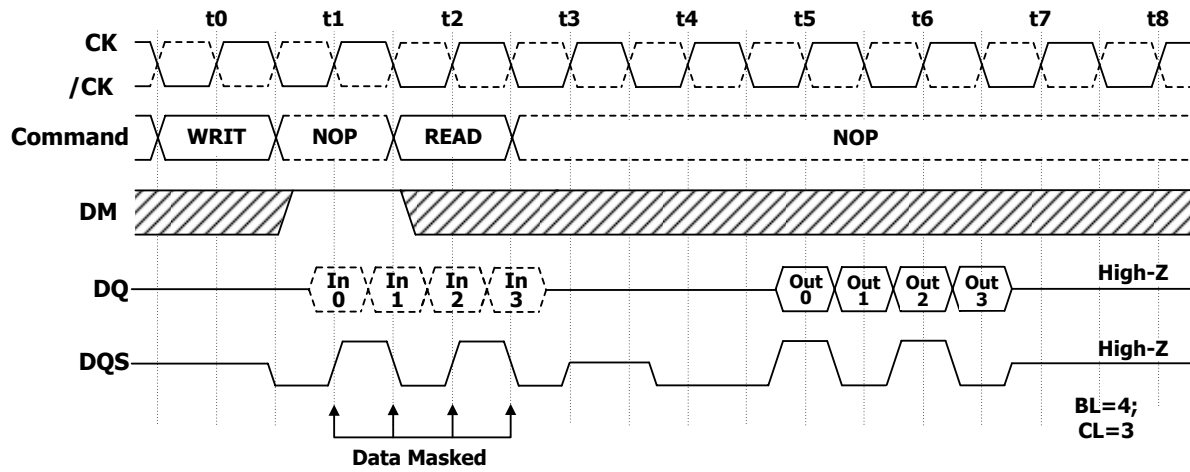 t0 t1 t2 t3 t4 t5 t6 t7 t8
CK
/CK
Command WRIT NOP READ NOP
DM
DQ In 0 In 1 In 2 In 3 Out 0 Out 1 Out 2 Out 3 High-Z
DQS High-Z
BL=4;
CL=3
Data Masked